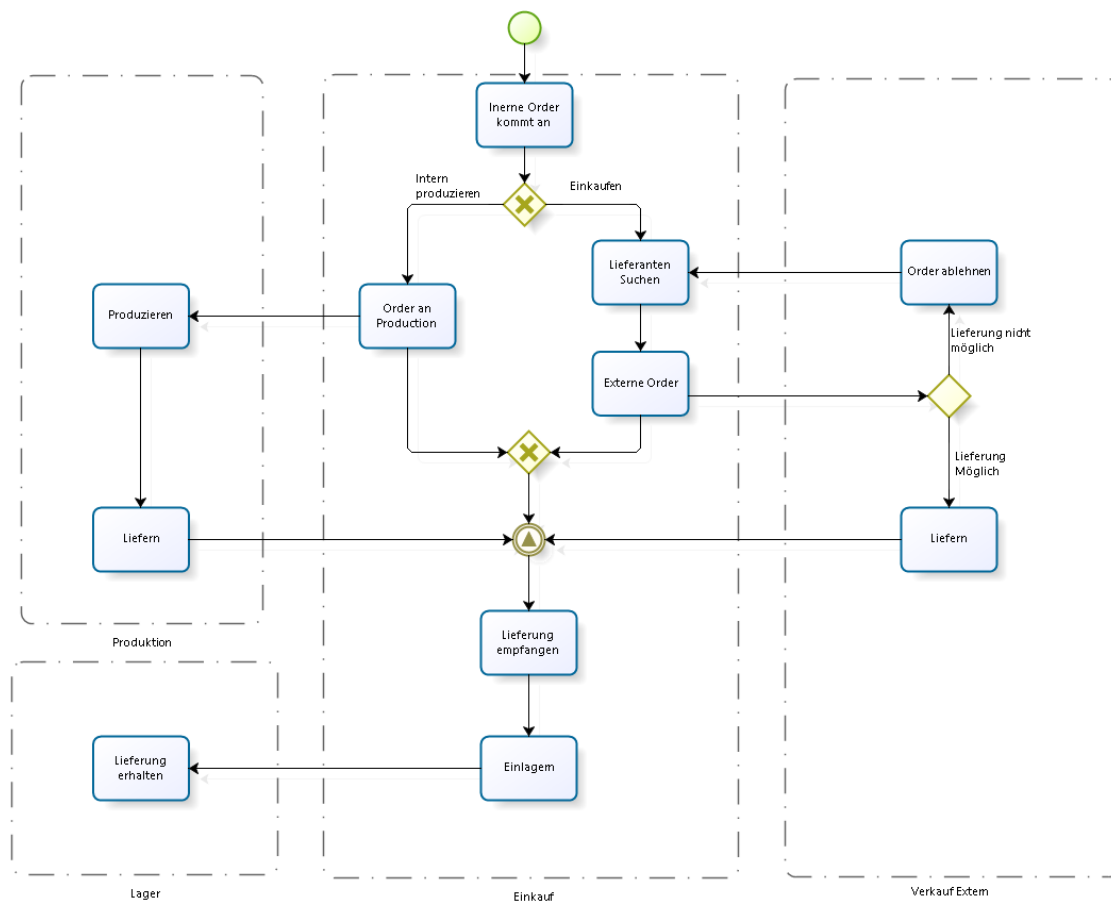 Inerne Order
kommt an
Intern
produzieren
Einkaufen
Lieferanten
Suchen
Order ablehnen
Produzieren
Order an
Production
Lieferung nicht
möglich
Externe Order
Lieferung
Möglich
Liefern
Liefern
Lieferung
empfangen
Produktion
Lieferung
erhalten
Einlagern
Lager
Einkauf
Verkauf Extern